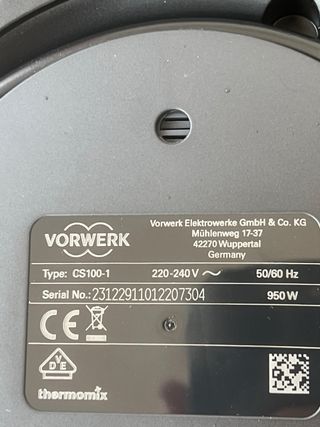 VORWERK
Vorwerk Elektrowerke GmbH & Co. KG
Mühlenweg 17-37
42270 Wuppertal
Germany
Type: CS100-1 220-240 V ~ 50/60 Hz
Serial No.: 23122911012207304 950 W
CE
VDE
thermomix